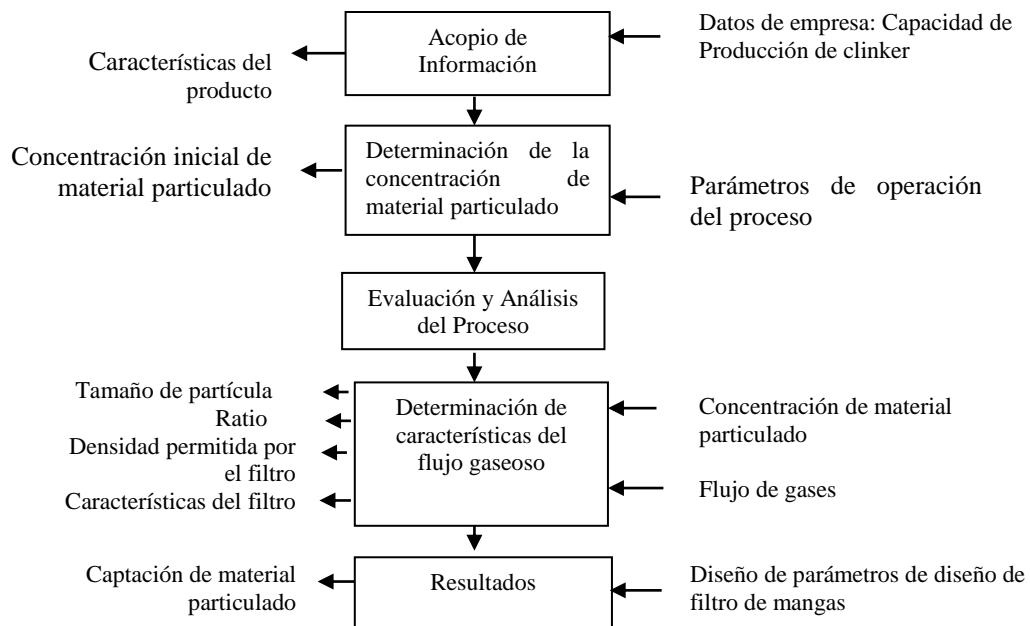 Acopio de
Información
Datos de empresa: Capacidad de
Producción de clinker
Características del
producto
Concentración inicial de
material particulado
Determinación de la
concentración de
material particulado
Parámetros de operación
del proceso
Evaluación y Análisis
del Proceso
Tamaño de partícula
Ratio
Densidad permitida por
el filtro
Características del filtro
Determinación de
características del
flujo gaseoso
Concentración de material
particulado
Flujo de gases
Captación de material
particulado
Resultados
Diseño de parámetros de diseño de
filtro de mangas